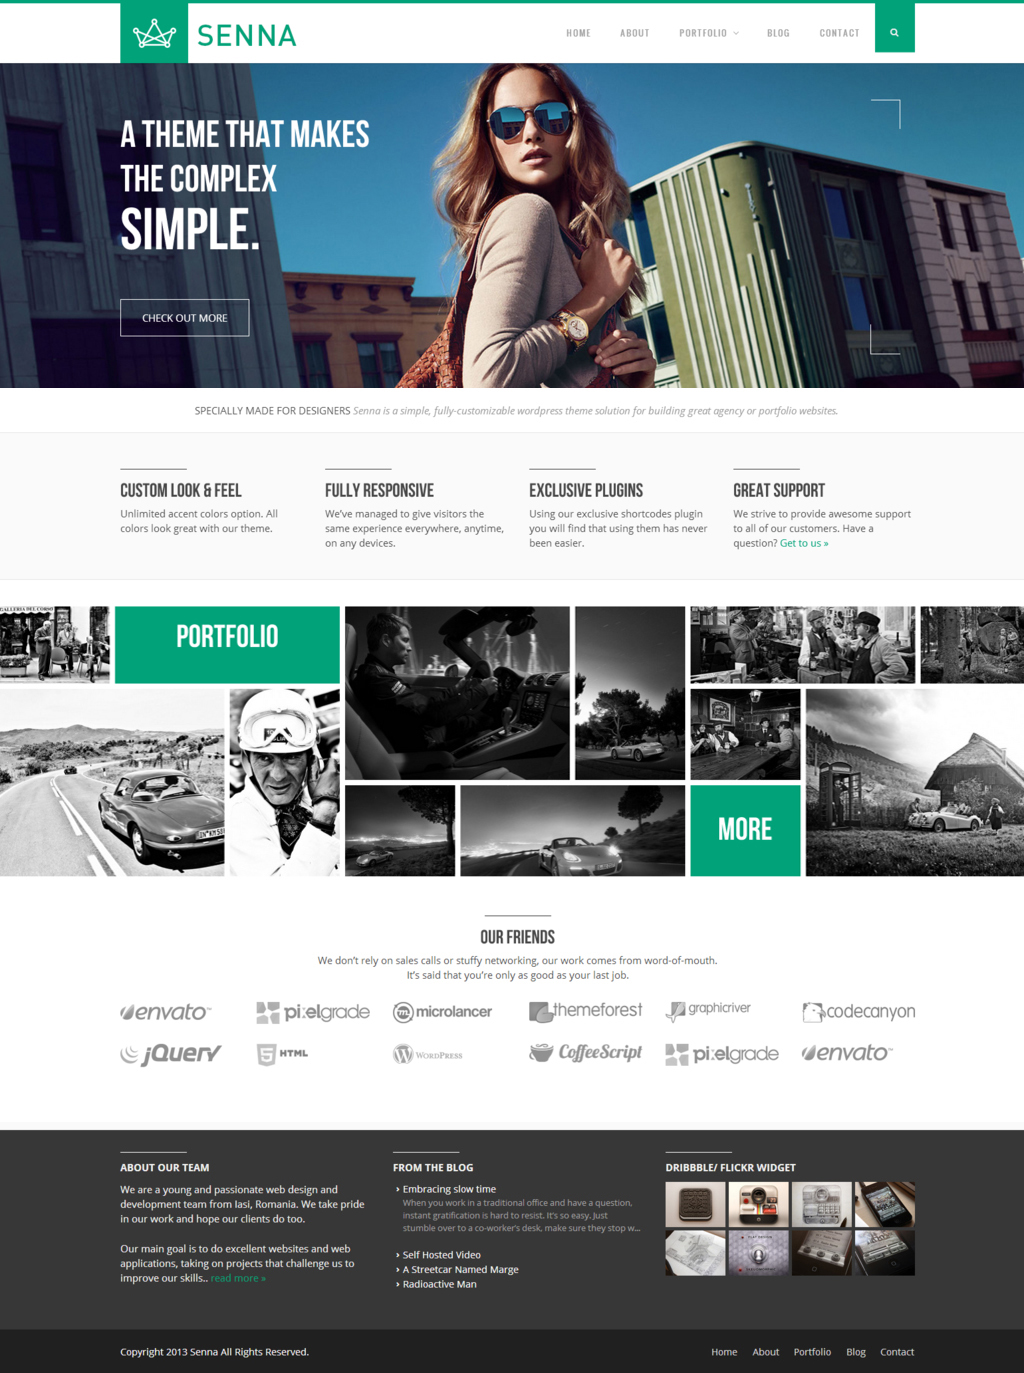 SENNA
HOME ABOUT PORTFOLIO BLOG CONTACT
A THEME THAT MAKES
THE COMPLEX
SIMPLE.
CHECK OUT MORE
SPECIALLY MADE FOR DESIGNERS Senna is a simple, fully-customizable wordpress theme solution for building great agency or portfolio websites.
CUSTOM LOOK & FEEL
Unlimited accent colors option. All
colors look great with our theme.
FULLY RESPONSIVE
We've managed to give visitors the
same experience everywhere, anytime,
on any devices.
EXCLUSIVE PLUGINS
Using our exclusive shortcodes plugin
you will find that using them has never
been easier.
GREAT SUPPORT
We strive to provide awesome support
to all of our customers. Have a
question? Get to us »
GALLERIA DEL CORSO
PORTFOLIO
MORE
OUR FRIENDS
We don't rely on sales calls or stuffy networking, our work comes from word-of-mouth.
It's said that you're only as good as your last job.
envato™ pixelgrade microlancer themeforest graphicriver codecanyon
jQuery HTML WORDPRESS CoffeeScript pixelgrade envato™
ABOUT OUR TEAM
We are a young and passionate web design and
development team from Iasi, Romania. We take pride
in our work and hope our clients do too.
Our main goal is to do excellent websites and web
applications, taking on projects that challenge us to
improve our skills.. read more »
FROM THE BLOG
› Embracing slow time
When you work in a traditional office and have a question,
instant gratification is hard to resist. It's so easy. Just
stumble over to a co-worker's desk, make sure they stop w...
› Self Hosted Video
› A Streetcar Named Marge
› Radioactive Man
DRIBBBLE/ FLICKR WIDGET
Copyright 2013 Senna All Rights Reserved.
Home About Portfolio Blog Contact